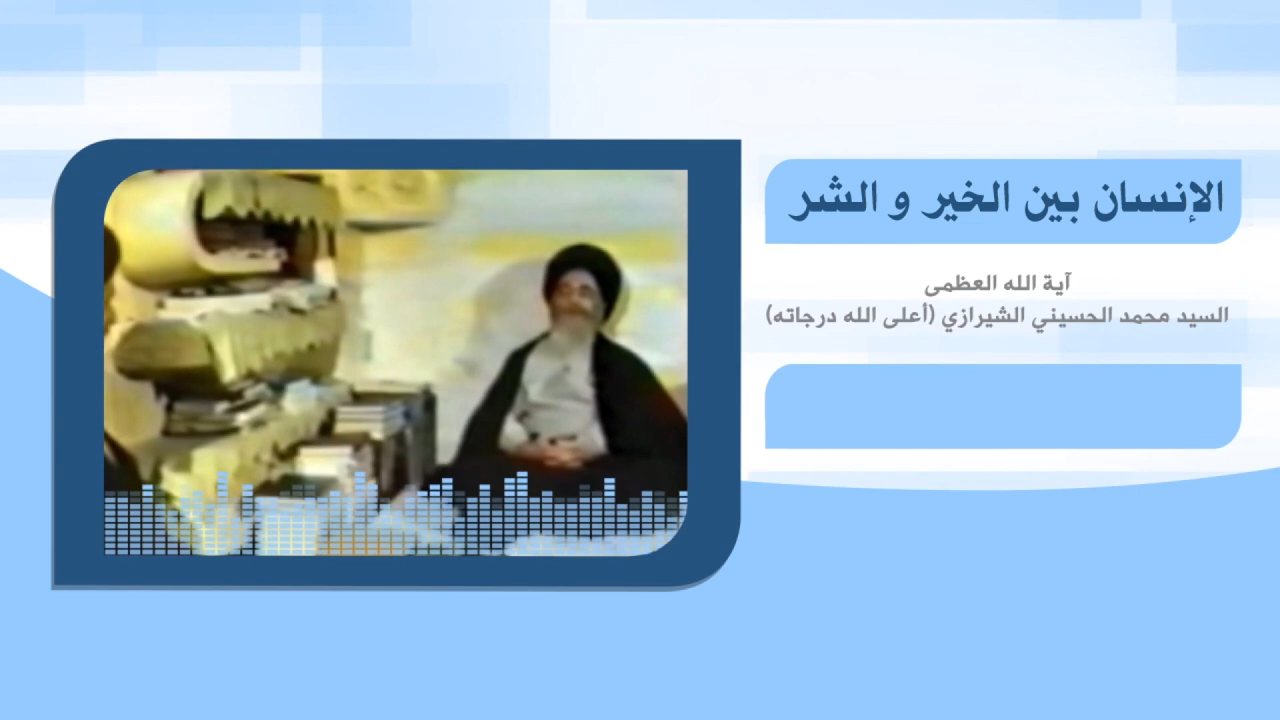 الإنسان بين الخير و الشر
آية الله العظمى
السيد محمد الحسيني الشيرازي (أعلى الله درجاته)